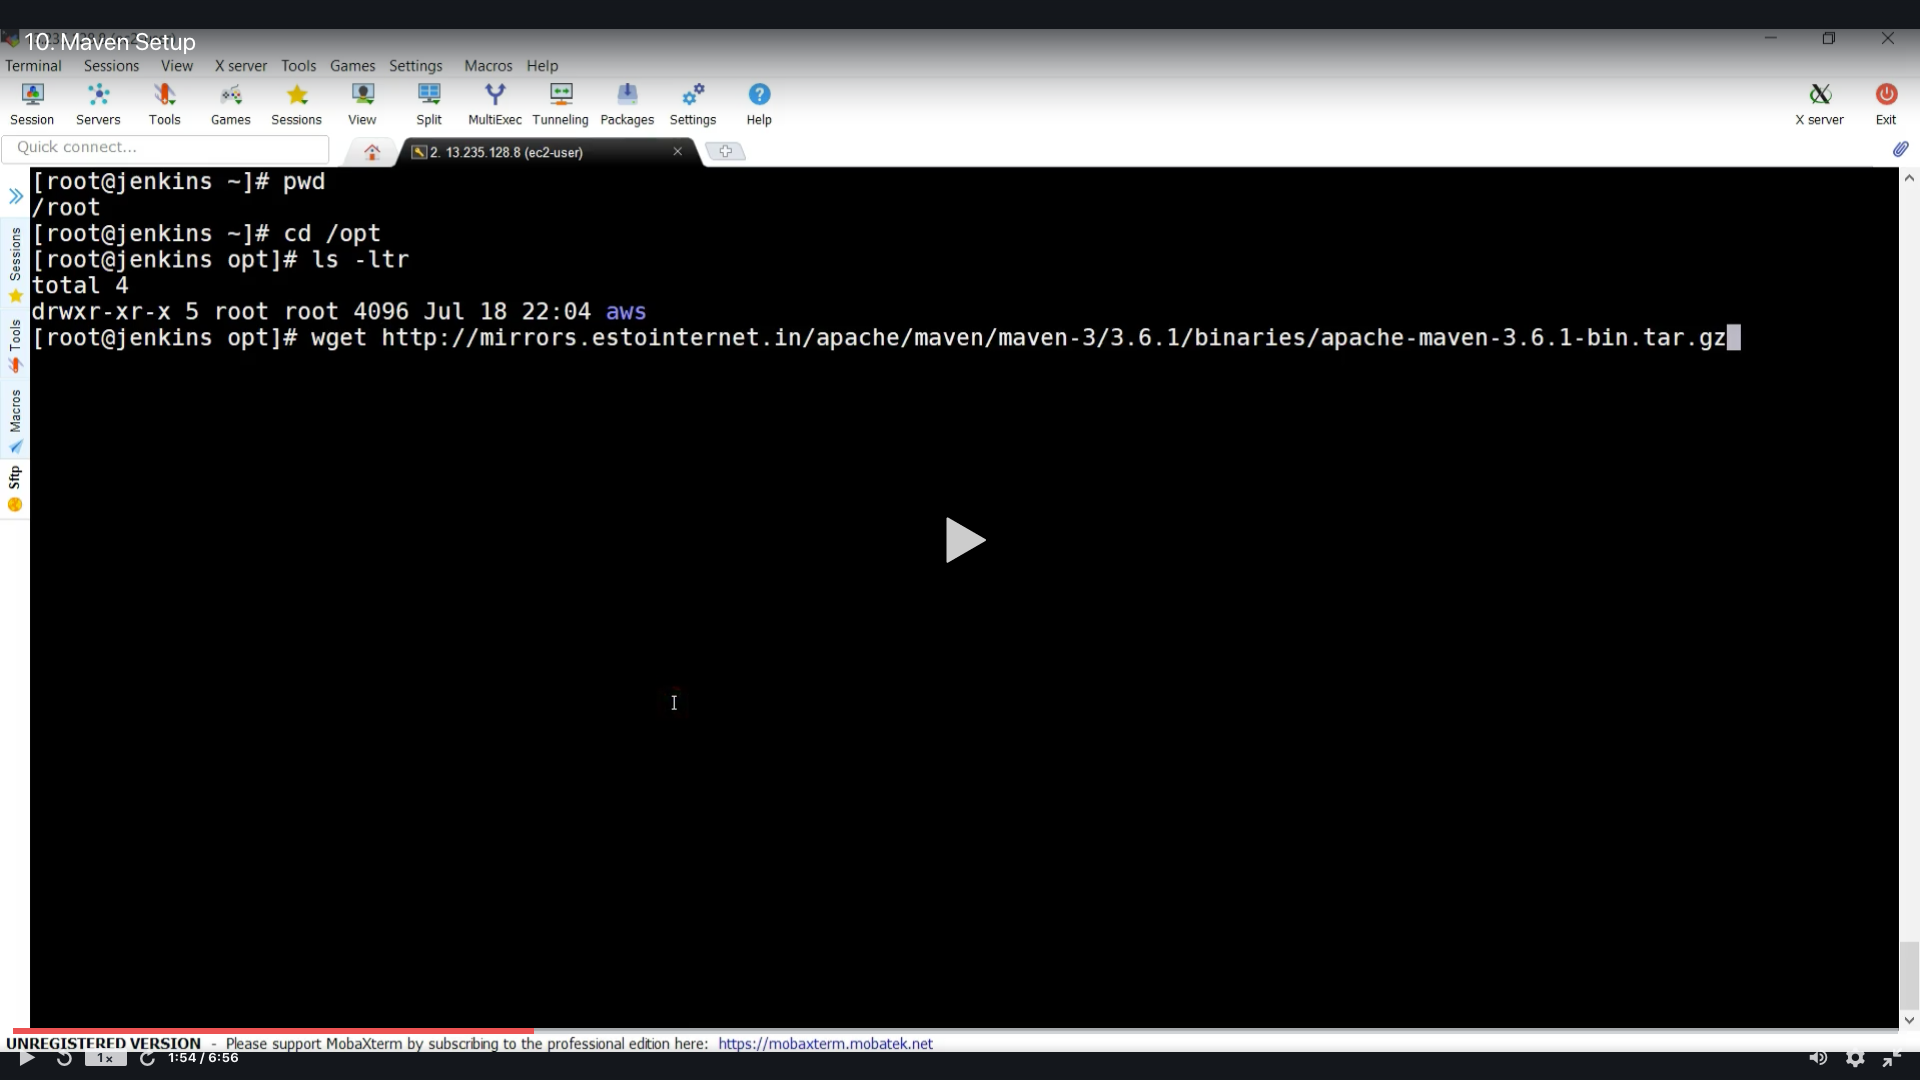 10. Maven Setup
Terminal Sessions View X server Tools Games Settings Macros Help
Session Servers Tools Games Sessions View Split MultiExec Tunneling Packages Settings Help X server Exit
Quick connect...
2. 13.235.128.8 (ec2-user)
[root@jenkins ~]# pwd
/root
[root@jenkins ~]# cd /opt
[root@jenkins opt]# ls -ltr
total 4
drwxr-xr-x 5 root root 4096 Jul 18 22:04 aws
[root@jenkins opt]# wget http://mirrors.estointernet.in/apache/maven/maven-3/3.6.1/binaries/apache-maven-3.6.1-bin.tar.gz
Sessions
Tools
Macros
Sftp
UNREGISTERED VERSION - Please support MobaXterm by subscribing to the professional edition here: https://mobaxterm.mobatek.net
1x 1:54 / 6:56